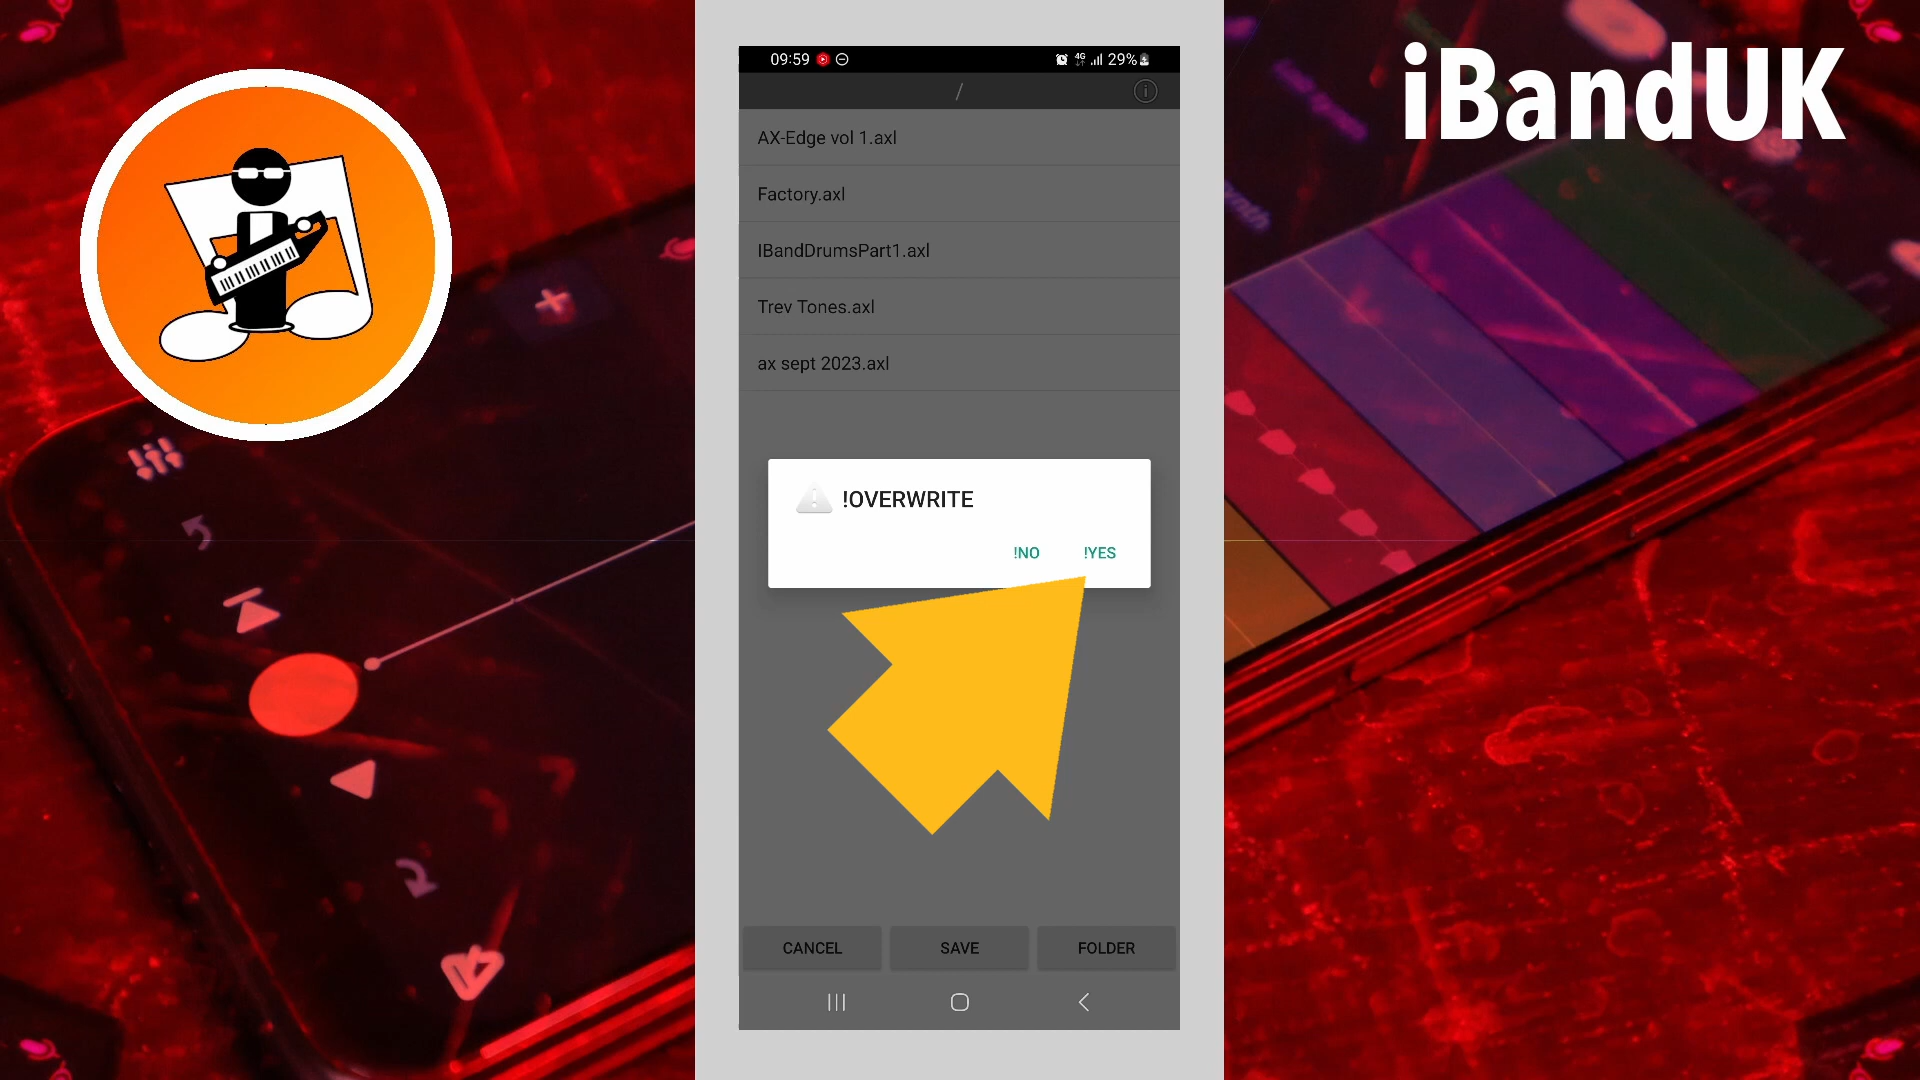 iBandUK
09:59 4G 29%
/
AX-Edge vol 1.axl
Factory.axl
IBandDrumsPart1.axl
Trev Tones.axl
ax sept 2023.axl
!OVERWRITE
!NO !YES
CANCEL SAVE FOLDER